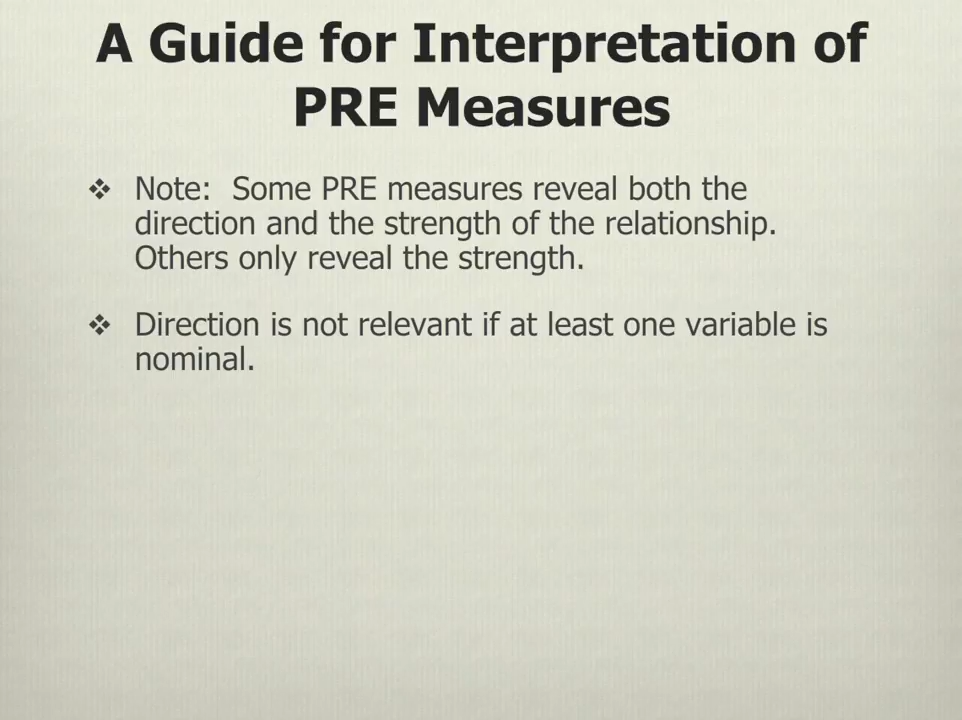 A Guide for Interpretation of
PRE Measures
❖ Note:  Some PRE measures reveal both the
direction and the strength of the relationship.
Others only reveal the strength.
❖ Direction is not relevant if at least one variable is
nominal.